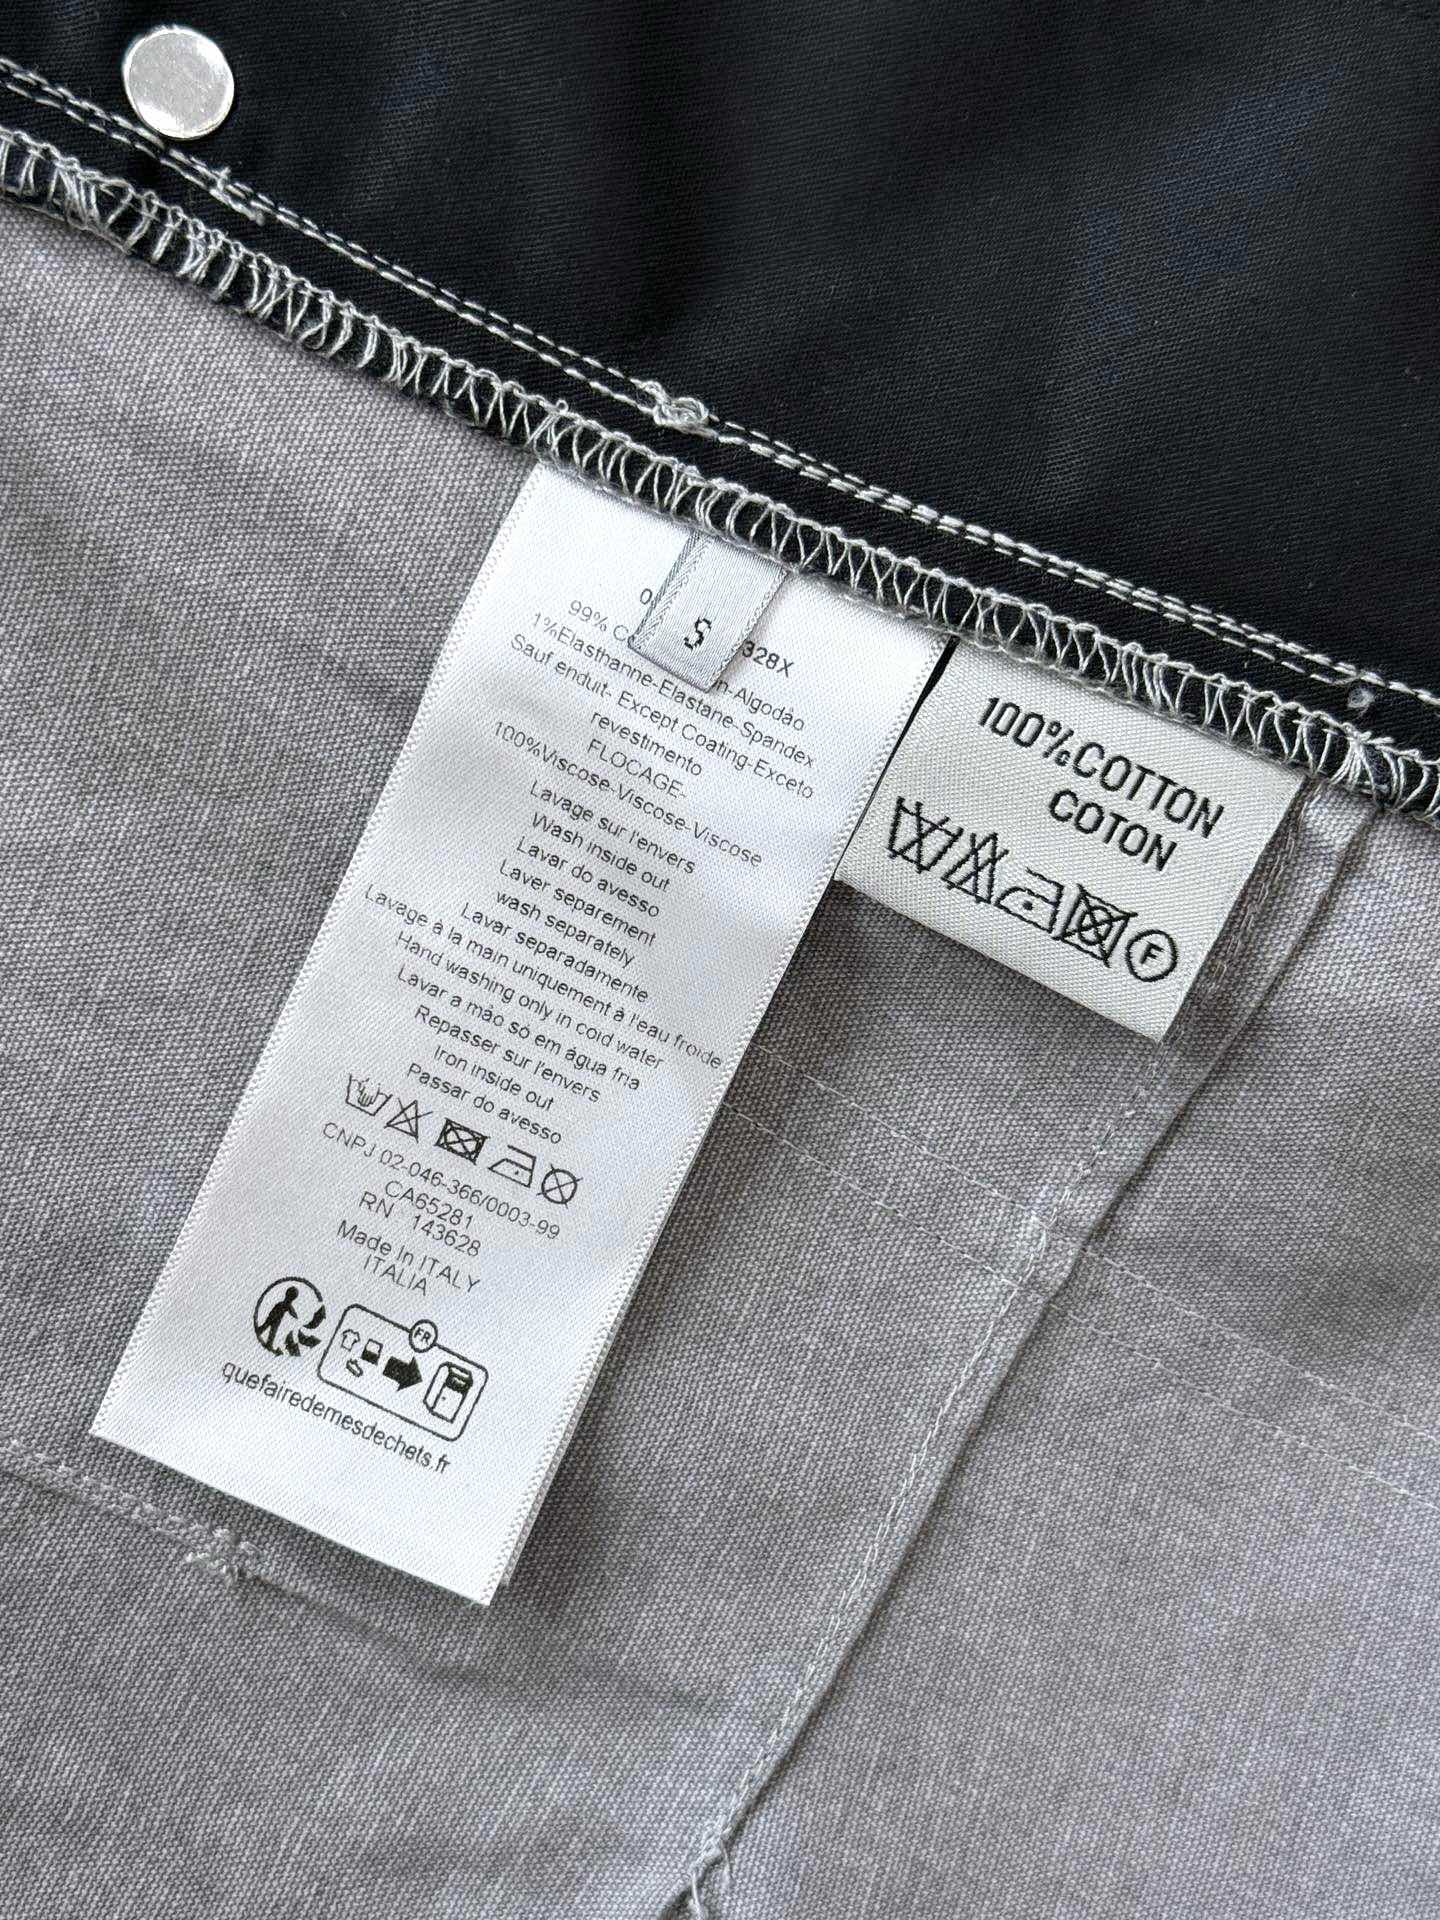 S
328X
99%
-Algodão
1%Elasthanne-Elastane-Spandex
Sauf enduit- Except Coating-Exceto
revestimento
FLOCAGE.
100%Viscose-Viscose-Viscose
Lavage sur l'envers
Wash inside out
Lavar do avesso
Laver separement
wash separately
Lavar separadamente
Lavage à la main uniquement à l'eau froide
Hand washing only in cold water
Lavar a mão só em água fria
Repasser sur l'envers
Iron inside out
Passar do avesso
CNPJ 02-046-366/0003-99
CA65281
RN 143628
Made In ITALY
ITALIA
FR
quefairedemesdechets.fr
100%COTTON
COTON
F